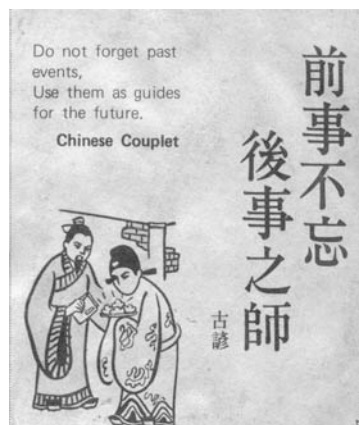 Do not forget past
events,
Use them as guides
for the future.
Chinese Couplet
前事不忘
後事之師
古諺